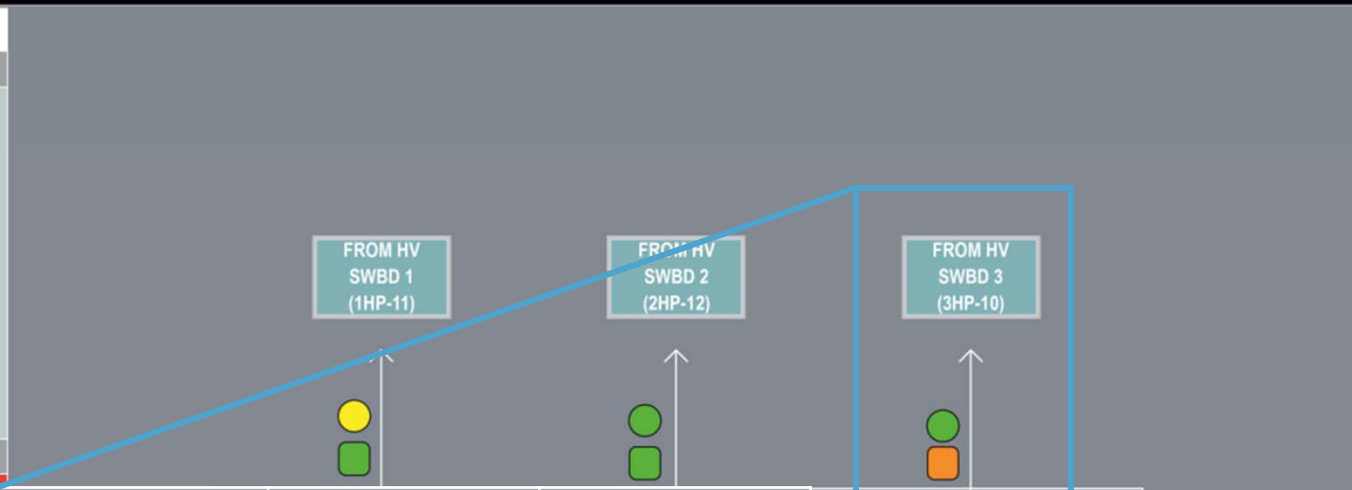 FROM HV
SWBD 1
(1HP-11)
FROM HV
SWBD 2
(2HP-12)
FROM HV
SWBD 3
(3HP-10)